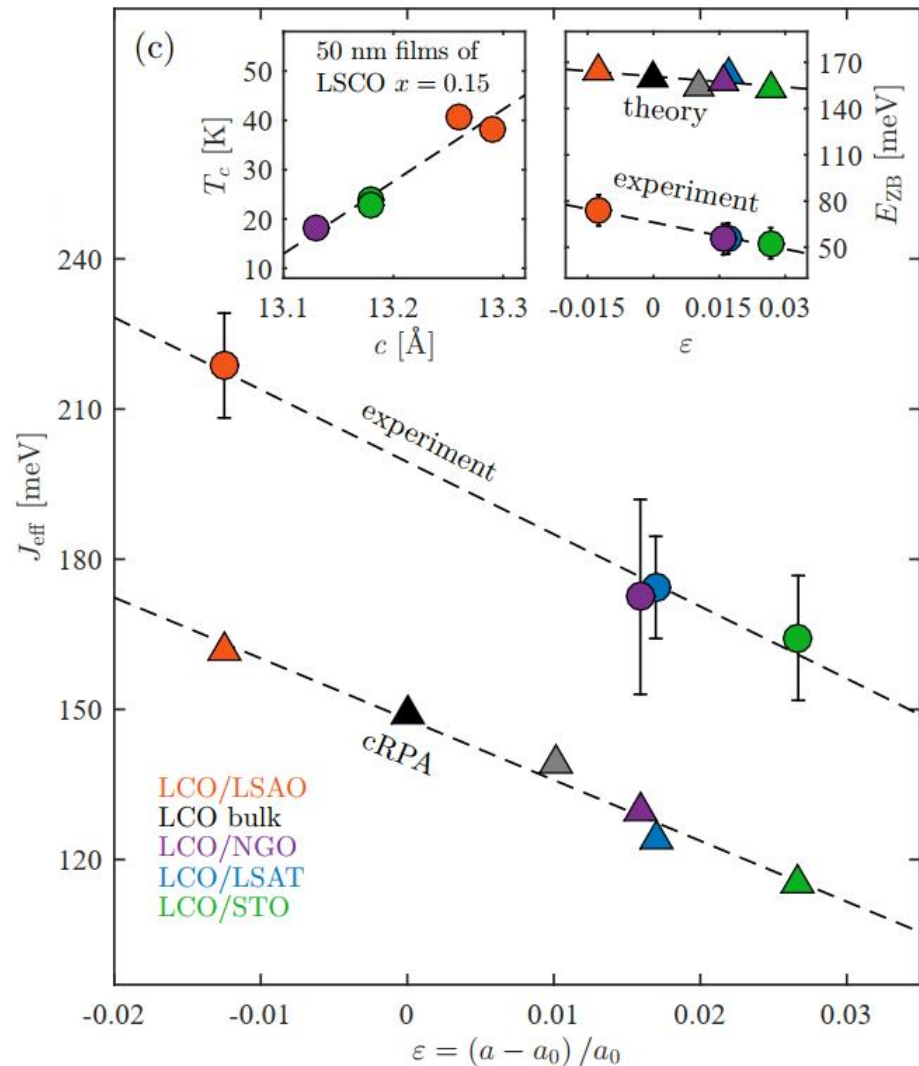 (c)
50 nm films of
LSCO x = 0.15
T_c [K]
50
40
30
20
10
13.1 13.2 13.3
c [Å]
theory
experiment
170
150
110
80
50
E_ZB [meV]
-0.015 0 0.015 0.03
ε
J_eff [meV]
240
210
180
150
120
experiment
cRPA
LCO/LSAO
LCO bulk
LCO/NGO
LCO/LSAT
LCO/STO
-0.02 -0.01 0 0.01 0.02 0.03
ε = (a − a₀) /a₀